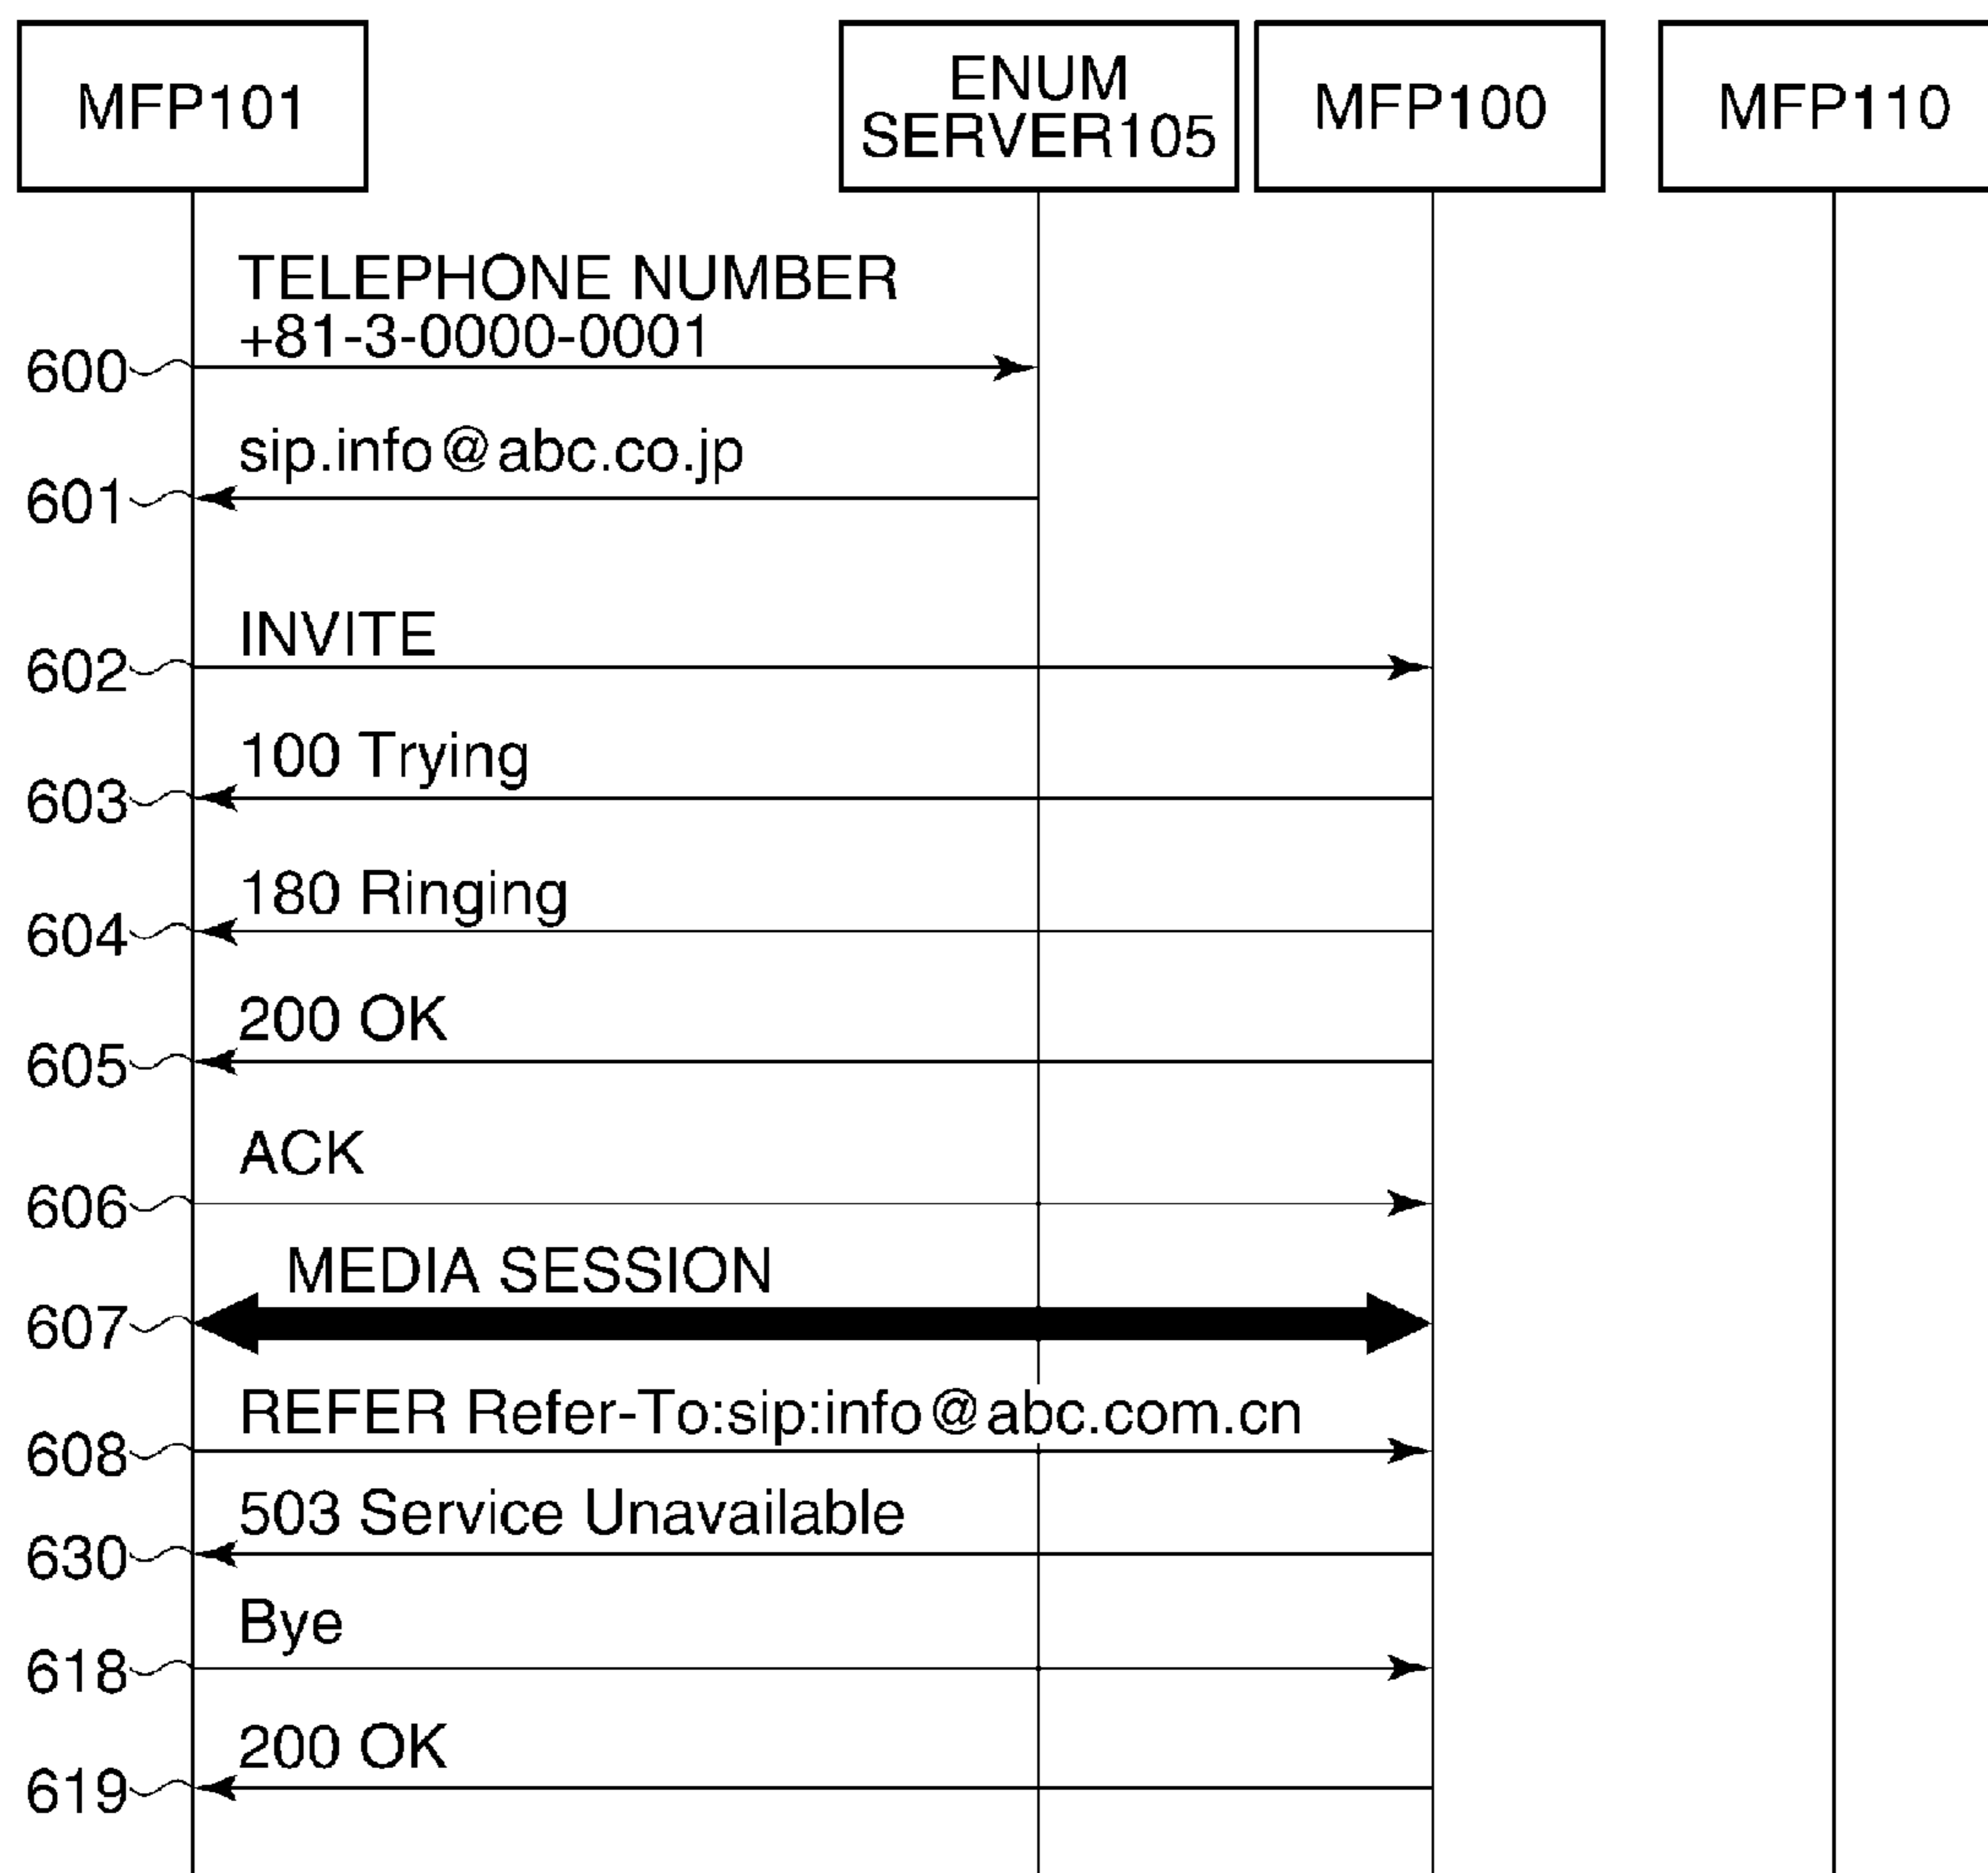 MFP101
ENUM
SERVER105
MFP100
MFP110
TELEPHONE NUMBER
+81-3-0000-0001
600
sip.info@abc.co.jp
601
INVITE
602
100 Trying
603
180 Ringing
604
200 OK
605
ACK
606
MEDIA SESSION
607
REFER Refer-To:sip:info@abc.com.cn
608
503 Service Unavailable
630
Bye
618
200 OK
619